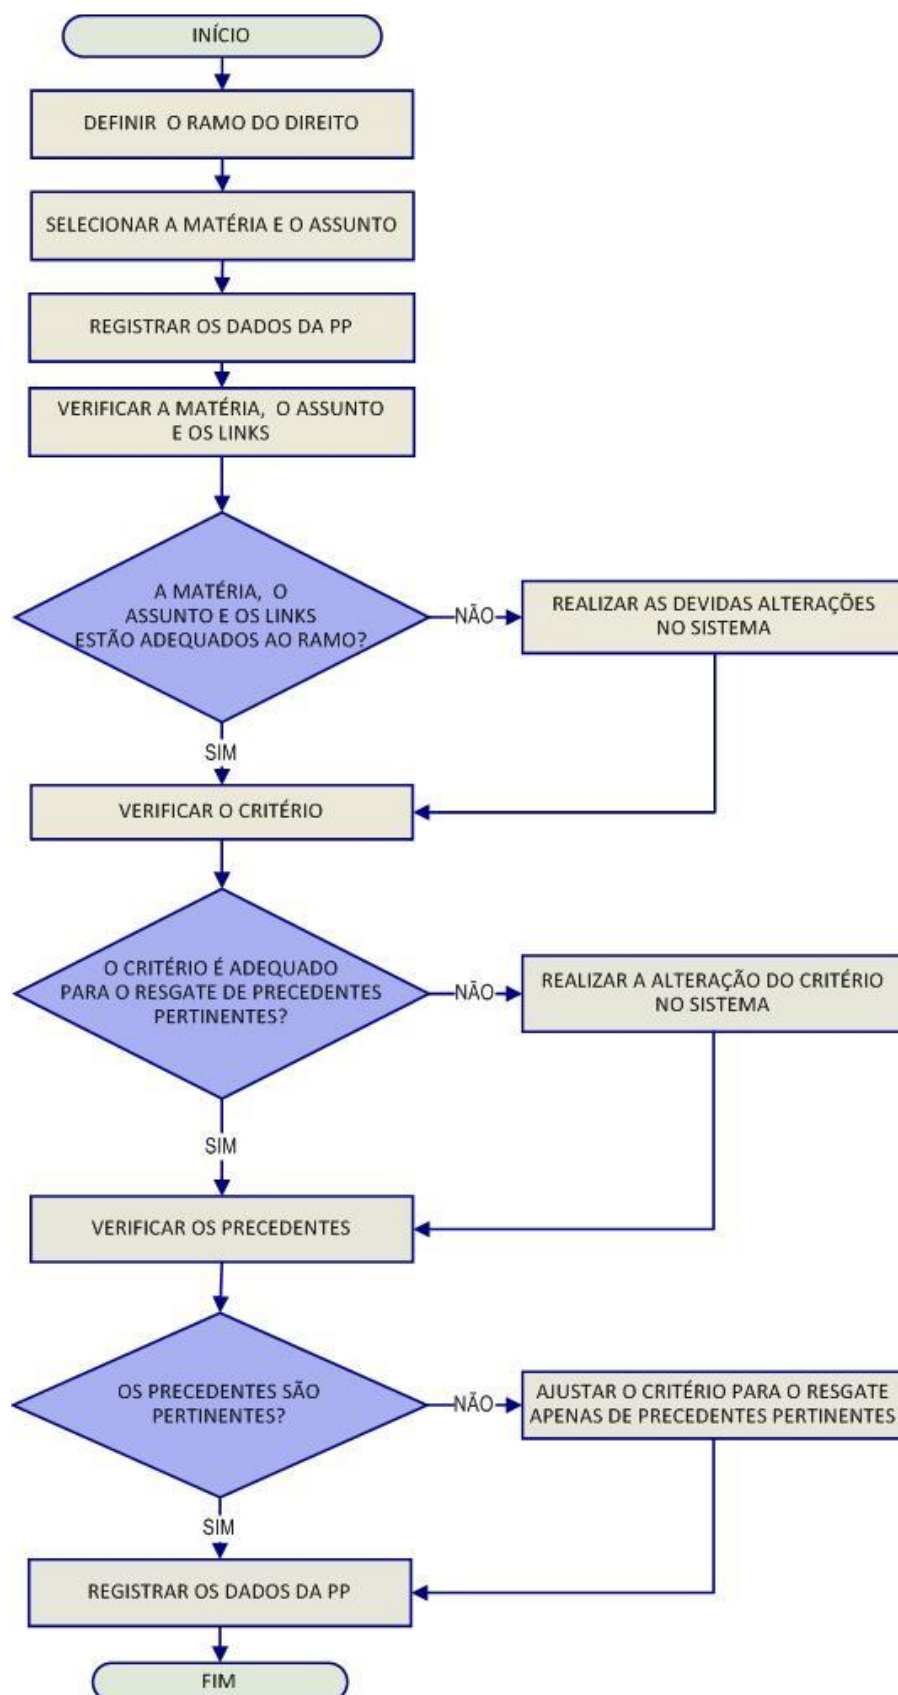 INÍCIO
DEFINIR O RAMO DO DIREITO
SELECIONAR A MATÉRIA E O ASSUNTO
REGISTRAR OS DADOS DA PP
VERIFICAR A MATÉRIA, O ASSUNTO
E OS LINKS
A MATÉRIA, O
ASSUNTO E OS LINKS
ESTÃO ADEQUADOS AO RAMO?
NÃO
REALIZAR AS DEVIDAS ALTERAÇÕES
NO SISTEMA
SIM
VERIFICAR O CRITÉRIO
O CRITÉRIO É ADEQUADO
PARA O RESGATE DE PRECEDENTES
PERTINENTES?
NÃO
REALIZAR A ALTERAÇÃO DO CRITÉRIO
NO SISTEMA
SIM
VERIFICAR OS PRECEDENTES
OS PRECEDENTES SÃO
PERTINENTES?
NÃO
AJUSTAR O CRITÉRIO PARA O RESGATE
APENAS DE PRECEDENTES PERTINENTES
SIM
REGISTRAR OS DADOS DA PP
FIM